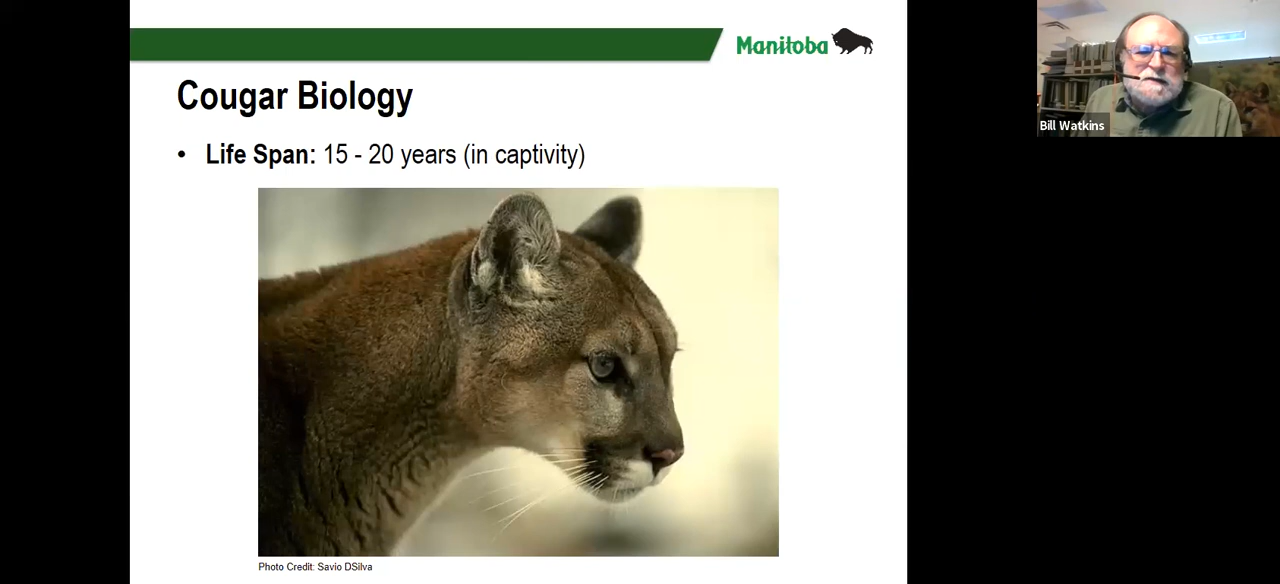 Manitoba
Cougar Biology
• Life Span: 15 - 20 years (in captivity)
Photo Credit: Savio DSilva
Bill Watkins